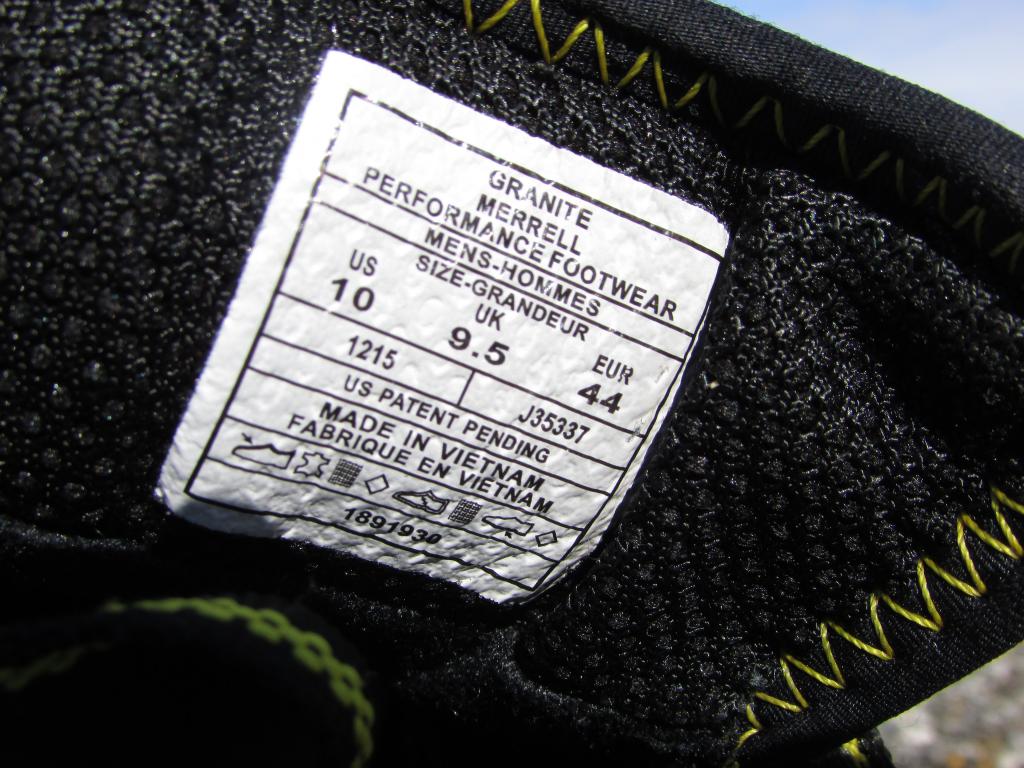 GRANITE
MERRELL
PERFORMANCE FOOTWEAR
MENS-HOMMES
SIZE-GRANDEUR
US UK EUR
10 9.5 44
1215 J35337
US PATENT PENDING
MADE IN VIETNAM
FABRIQUE EN VIETNAM
1891930